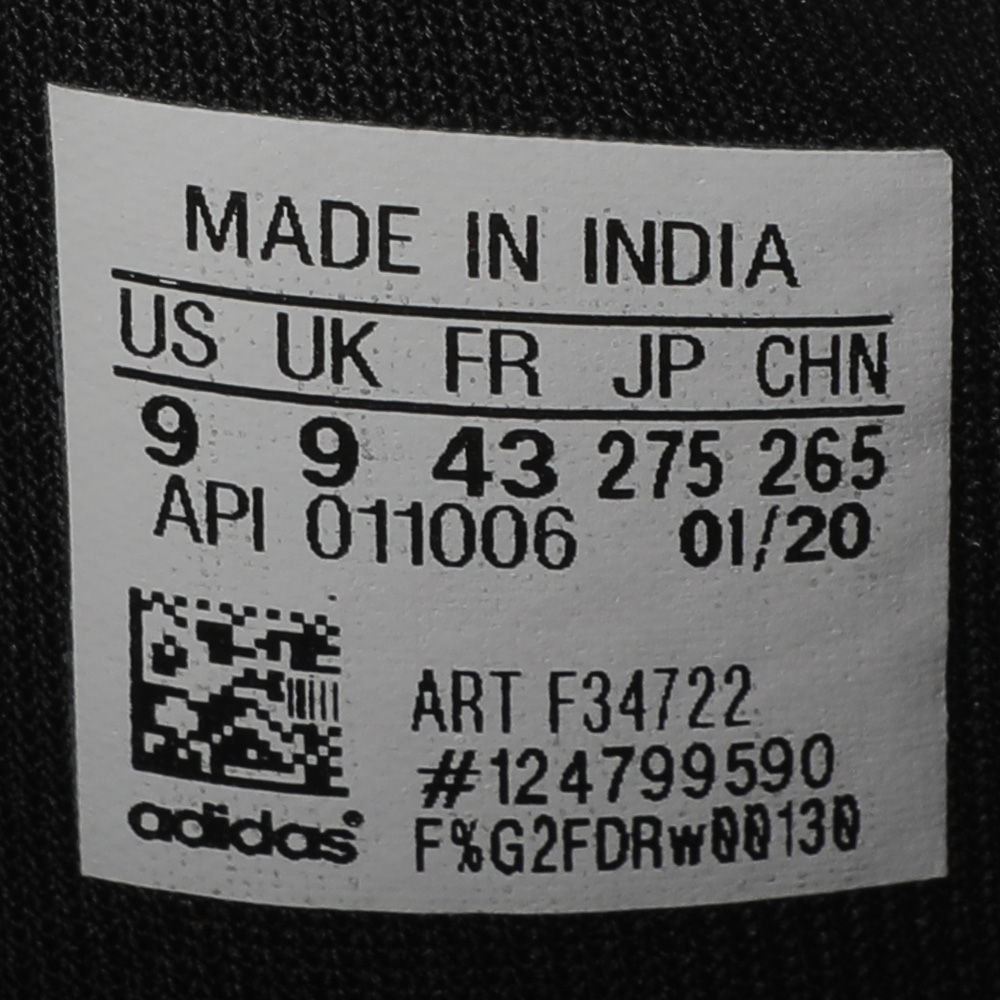 MADE IN INDIA
US UK FR JP CHN
9 9 43 275 265
API 011006 01/20
ART F34722
#124799590
F%G2FDRw00130
adidas®